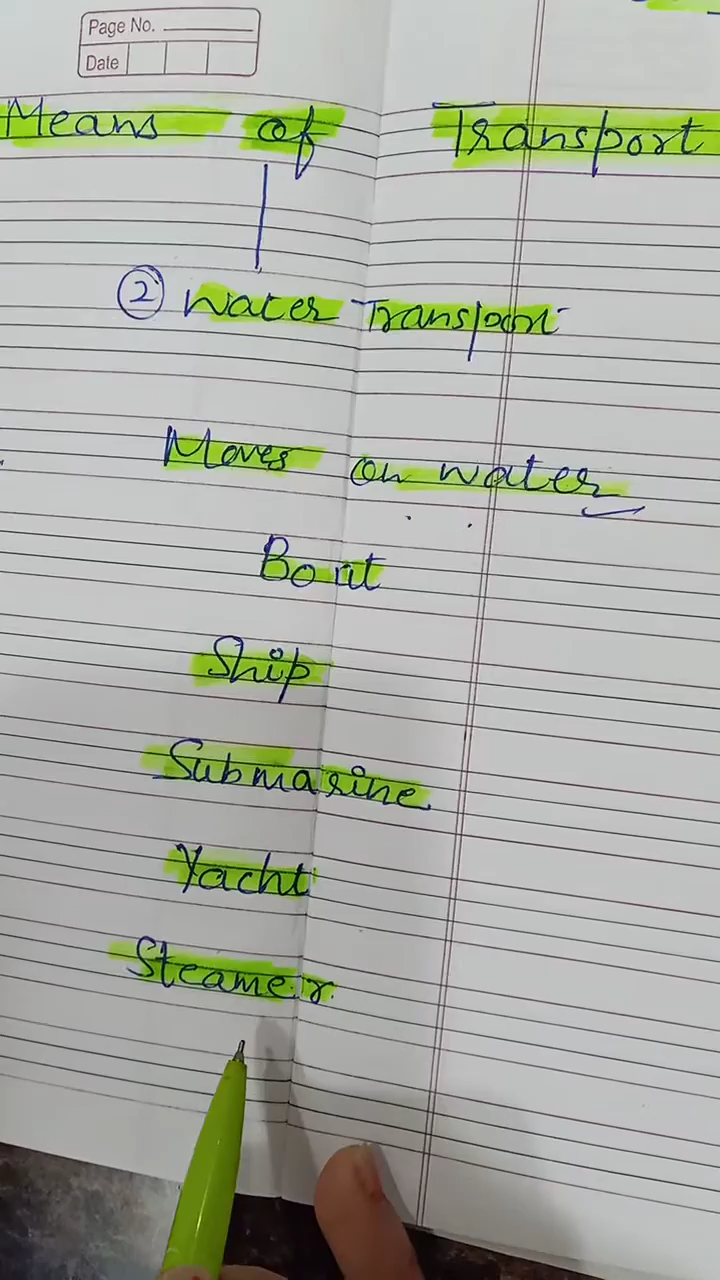 Page No.
Date
Means of Transport
② Water Transport
Moves on water
Boat
Ship
Submarine
Yacht
Steamer